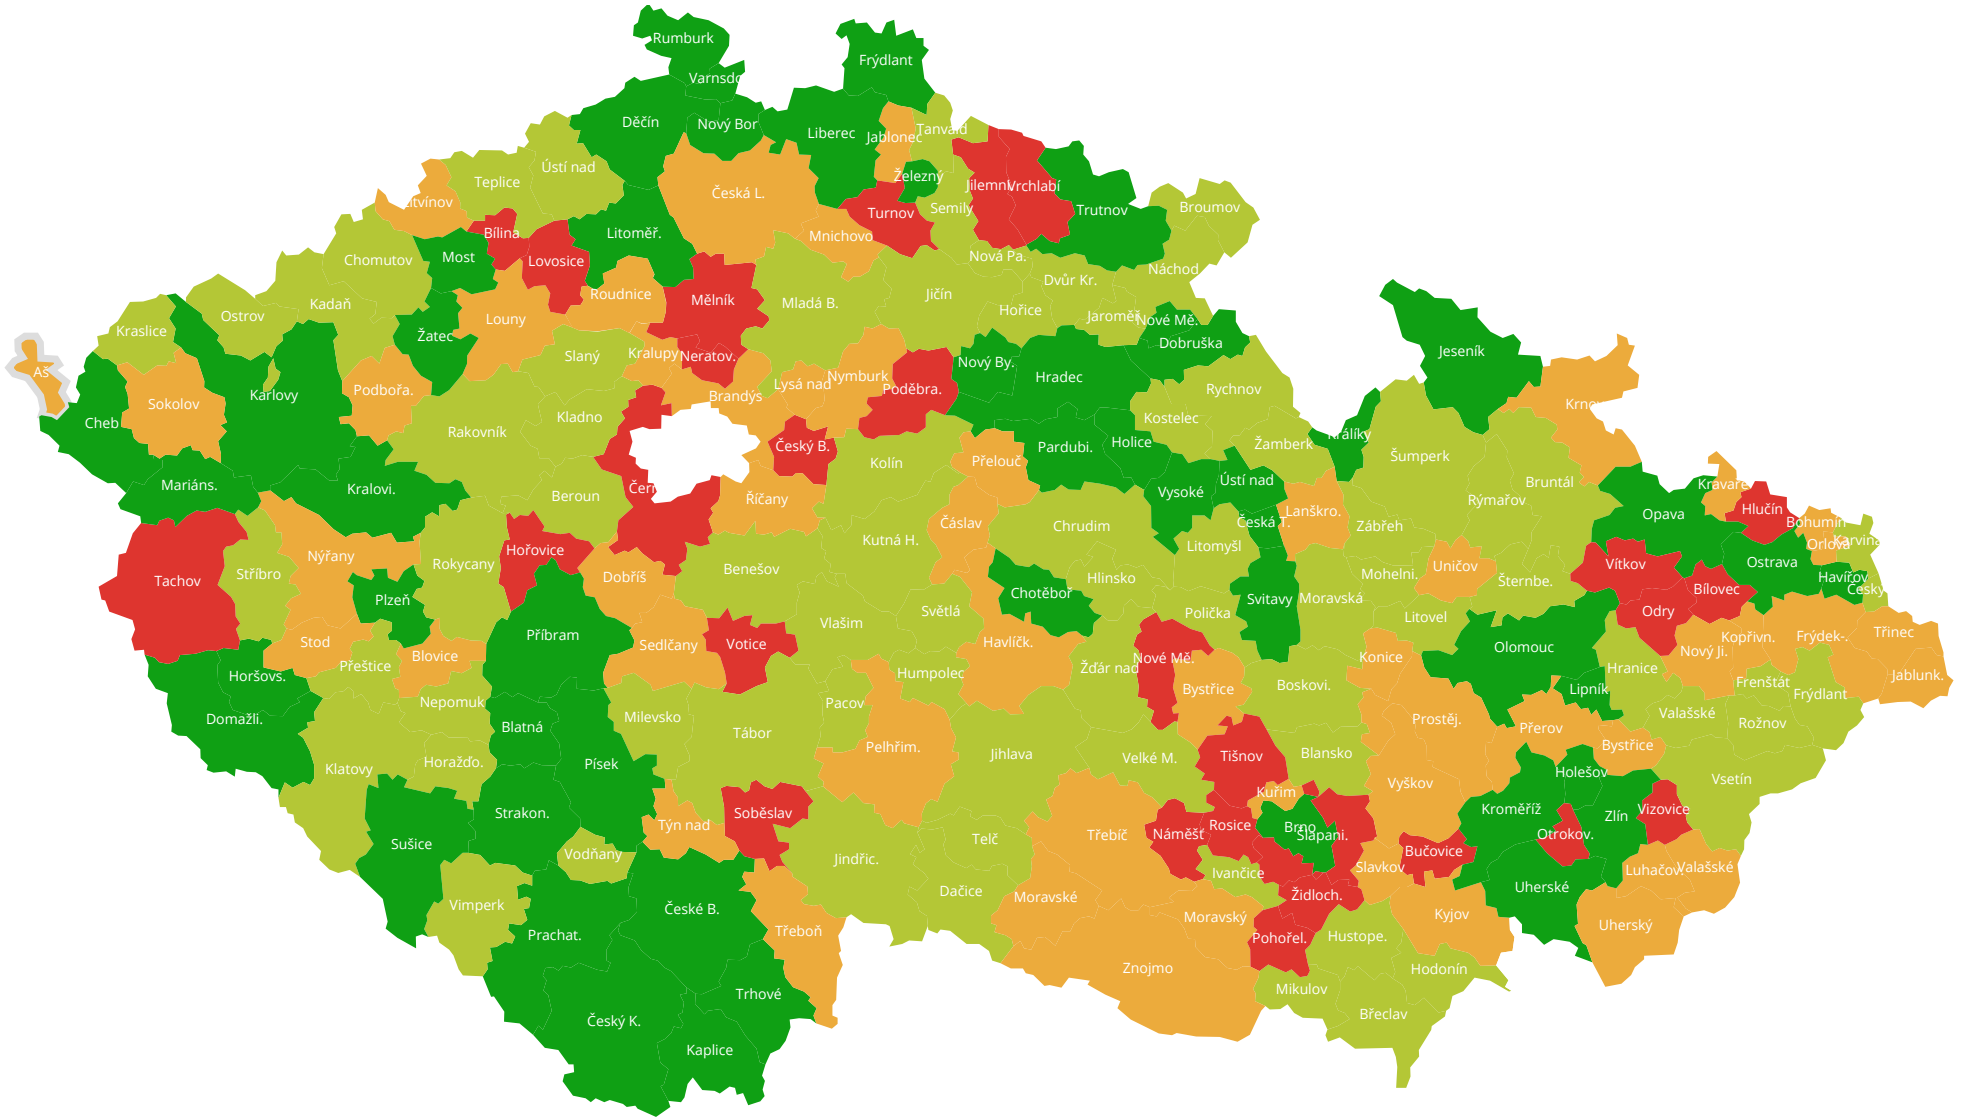 Rumburk
Frýdlant
Varnsdo
Děčín
Nový Bor
Liberec
Jablonec
Tanvald
Ústí nad
Teplice
Železný
Jilemni
Vrchlabí
Česká L.
Litvínov
Turnov
Semily
Trutnov
Broumov
Bílina
Litoměř.
Mnichovo
Most
Lovosice
Chomutov
Nová Pa.
Náchod
Dvůr Kr.
Roudnice
Mělník
Mladá B.
Jičín
Kadaň
Hořice
Jaroměř
Ostrov
Louny
Nové Mě.
Kraslice
Žatec
Dobruška
Slaný
Kralupy
Neratov.
Nový By.
Jeseník
Aš
Lysá nad
Nymburk
Hradec
Poděbra.
Rychnov
Podbořa.
Karlovy
Brandýs
Sokolov
Krnov
Kladno
Kostelec
Cheb
Rakovník
Králíky
Holice
Žamberk
Český B.
Pardubi.
Šumperk
Kolín
Přelouč
Mariáns.
Kralovi.
Ústí nad
Bruntál
Kravaře
Čern
Beroun
Říčany
Vysoké
Rýmařov
Lanškro.
Hlučín
Opava
Bohumín
Čáslav
Chrudim
Česká T.
Zábřeh
Kutná H.
Karviná
Orlová
Hořovice
Nýřany
Litomyšl
Rokycany
Vítkov
Ostrava
Uničov
Benešov
Stříbro
Mohelni.
Hlinsko
Dobříš
Havířov
Tachov
Šternbe.
Český
Bílovec
Chotěboř
Plzeň
Svitavy
Moravská
Světlá
Odry
Polička
Litovel
Vlašim
Příbram
Třinec
Kopřivn.
Frýdek-.
Stod
Sedlčany
Votice
Havlíčk.
Olomouc
Nový Ji.
Blovice
Konice
Nové Mě.
Přeštice
Žďár nad
Hranice
Humpolec
Horšovs.
Jablunk.
Frenštát
Boskovi.
Bystřice
Lipník
Frýdlant
Nepomuk
Pacov
Valašské
Milevsko
Domažli.
Prostěj.
Rožnov
Blatná
Přerov
Tábor
Pelhřim.
Bystřice
Jihlava
Blansko
Tišnov
Velké M.
Horažďo.
Písek
Klatovy
Holešov
Vsetín
Vyškov
Kuřim
Kroměříž
Vizovice
Strakon.
Soběslav
Zlín
Týn nad
Rosice
Brno
Třebíč
Náměšť
Šlapani.
Otrokov.
Telč
Sušice
Bučovice
Vodňany
Jindřic.
Slavkov
Valašské
Luhačov.
Ivančice
Uherské
Dačice
Židloch.
Moravské
Vimperk
České B.
Kyjov
Moravský
Uherský
Třeboň
Prachat.
Hustope.
Pohořel.
Znojmo
Hodonín
Mikulov
Trhové
Břeclav
Český K.
Kaplice